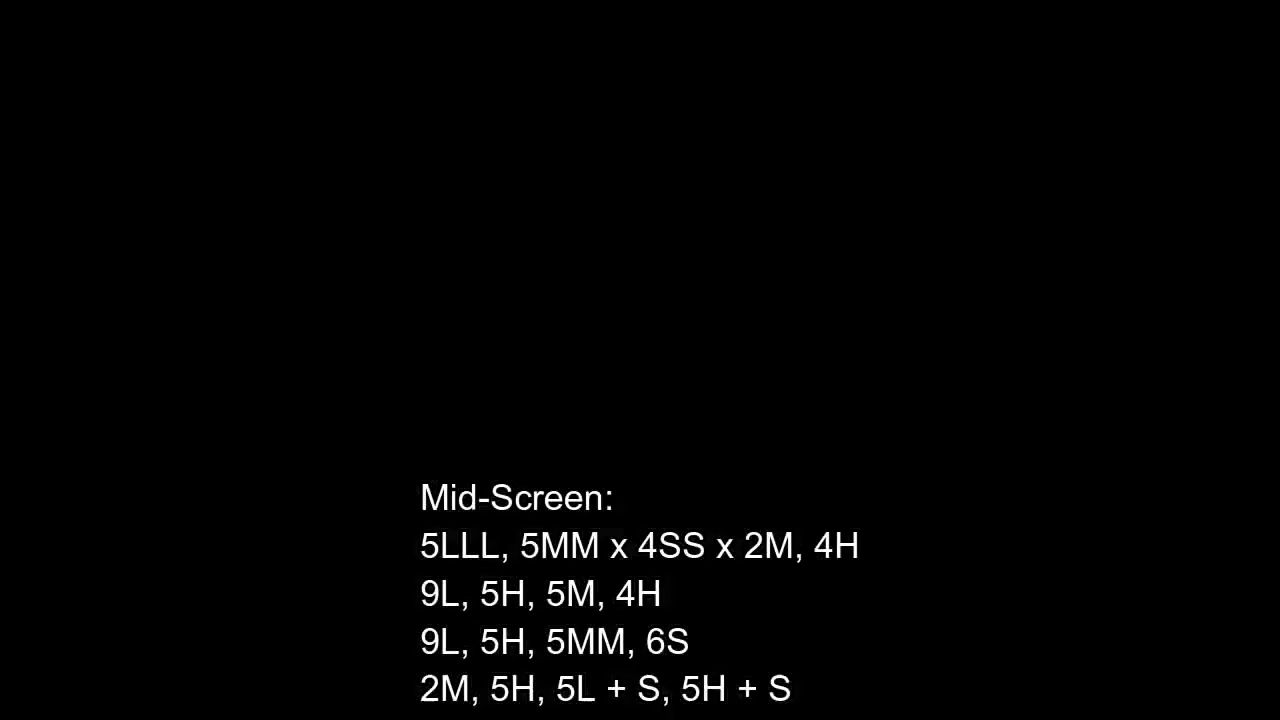 Mid-Screen:
5LLL, 5MM x 4SS x 2M, 4H
9L, 5H, 5M, 4H
9L, 5H, 5MM, 6S
2M, 5H, 5L + S, 5H + S